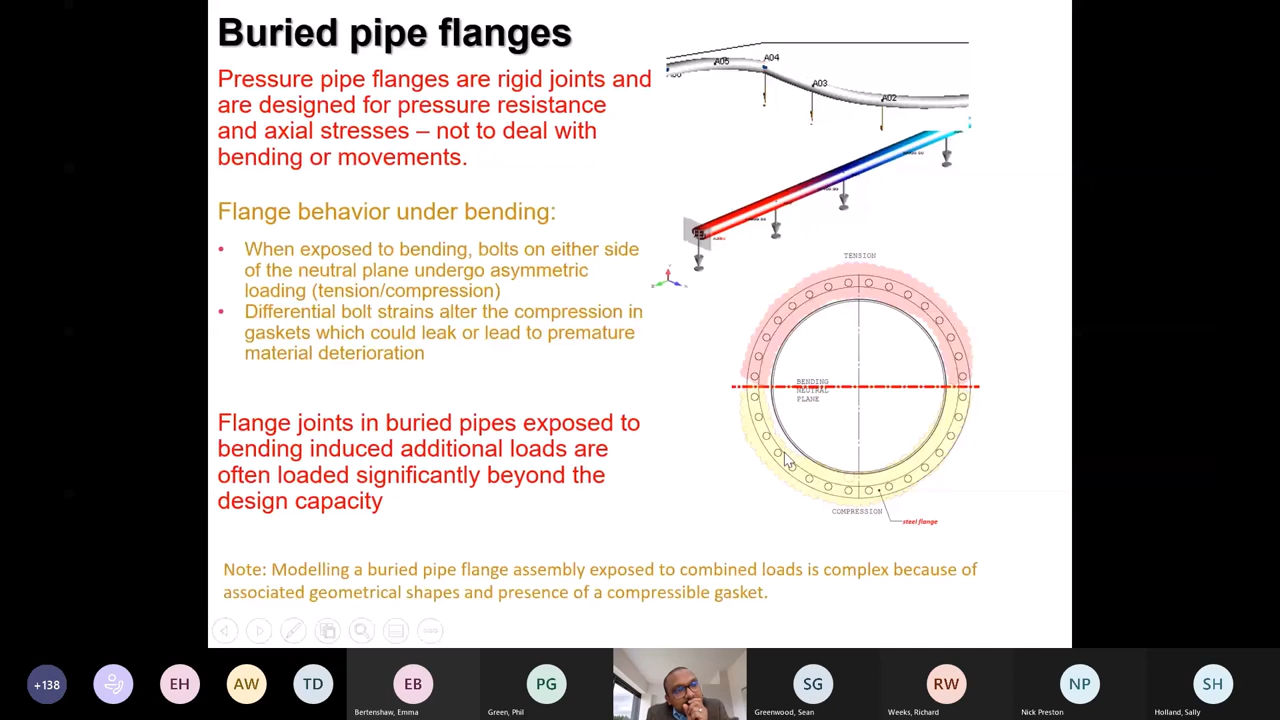 Buried pipe flanges
Pressure pipe flanges are rigid joints and
are designed for pressure resistance
and axial stresses – not to deal with
bending or movements.
Flange behavior under bending:
• When exposed to bending, bolts on either side
of the neutral plane undergo asymmetric
loading (tension/compression)
• Differential bolt strains alter the compression in
gaskets which could leak or lead to premature
material deterioration
Flange joints in buried pipes exposed to
bending induced additional loads are
often loaded significantly beyond the
design capacity
Note: Modelling a buried pipe flange assembly exposed to combined loads is complex because of
associated geometrical shapes and presence of a compressible gasket.
A05
A04
A03
A02
TENSION
BENDING
NEUTRAL
PLANE
COMPRESSION
steel flange
+138
EH
AW
TD
EB
Bertenshaw, Emma
PG
Green, Phil
SG
Greenwood, Sean
RW
Weeks, Richard
NP
Nick Preston
SH
Holland, Sally